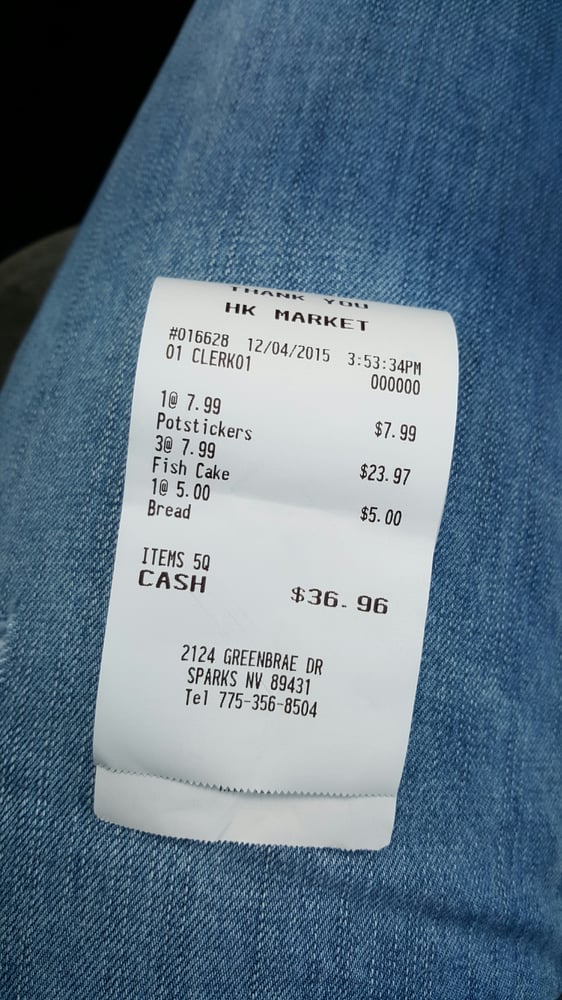 THANK YOU
HK MARKET
#016628 12/04/2015 3:53:34PM
01 CLERK01 000000
1@ 7.99
Potstickers $7.99
3@ 7.99
Fish Cake $23.97
1@ 5.00
Bread $5.00
ITEMS 5Q
CASH $36.96
2124 GREENBRAE DR
SPARKS NV 89431
Tel 775-356-8504